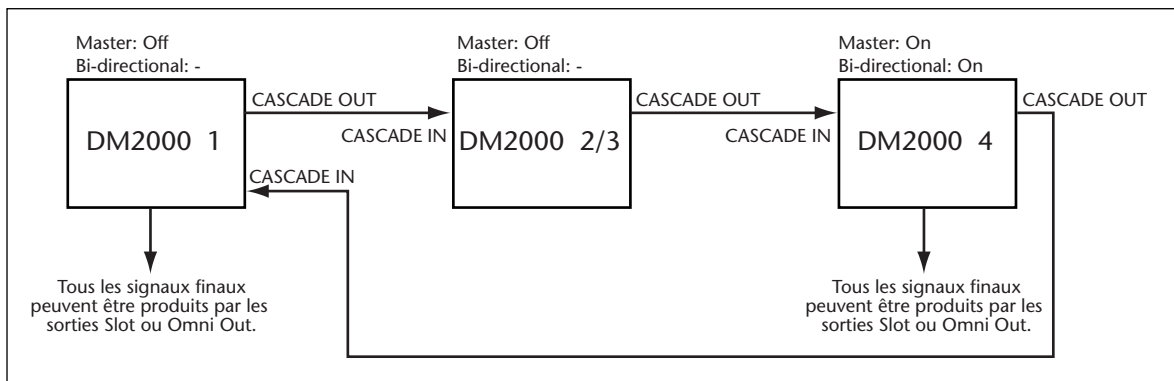 Master: Off
Bi-directional: -
DM2000 1
CASCADE OUT
CASCADE IN
Tous les signaux finaux
peuvent être produits par les
sorties Slot ou Omni Out.
Master: Off
Bi-directional: -
CASCADE IN
DM2000 2/3
CASCADE OUT
Master: On
Bi-directional: On
CASCADE IN
DM2000 4
CASCADE OUT
Tous les signaux finaux
peuvent être produits par les
sorties Slot ou Omni Out.